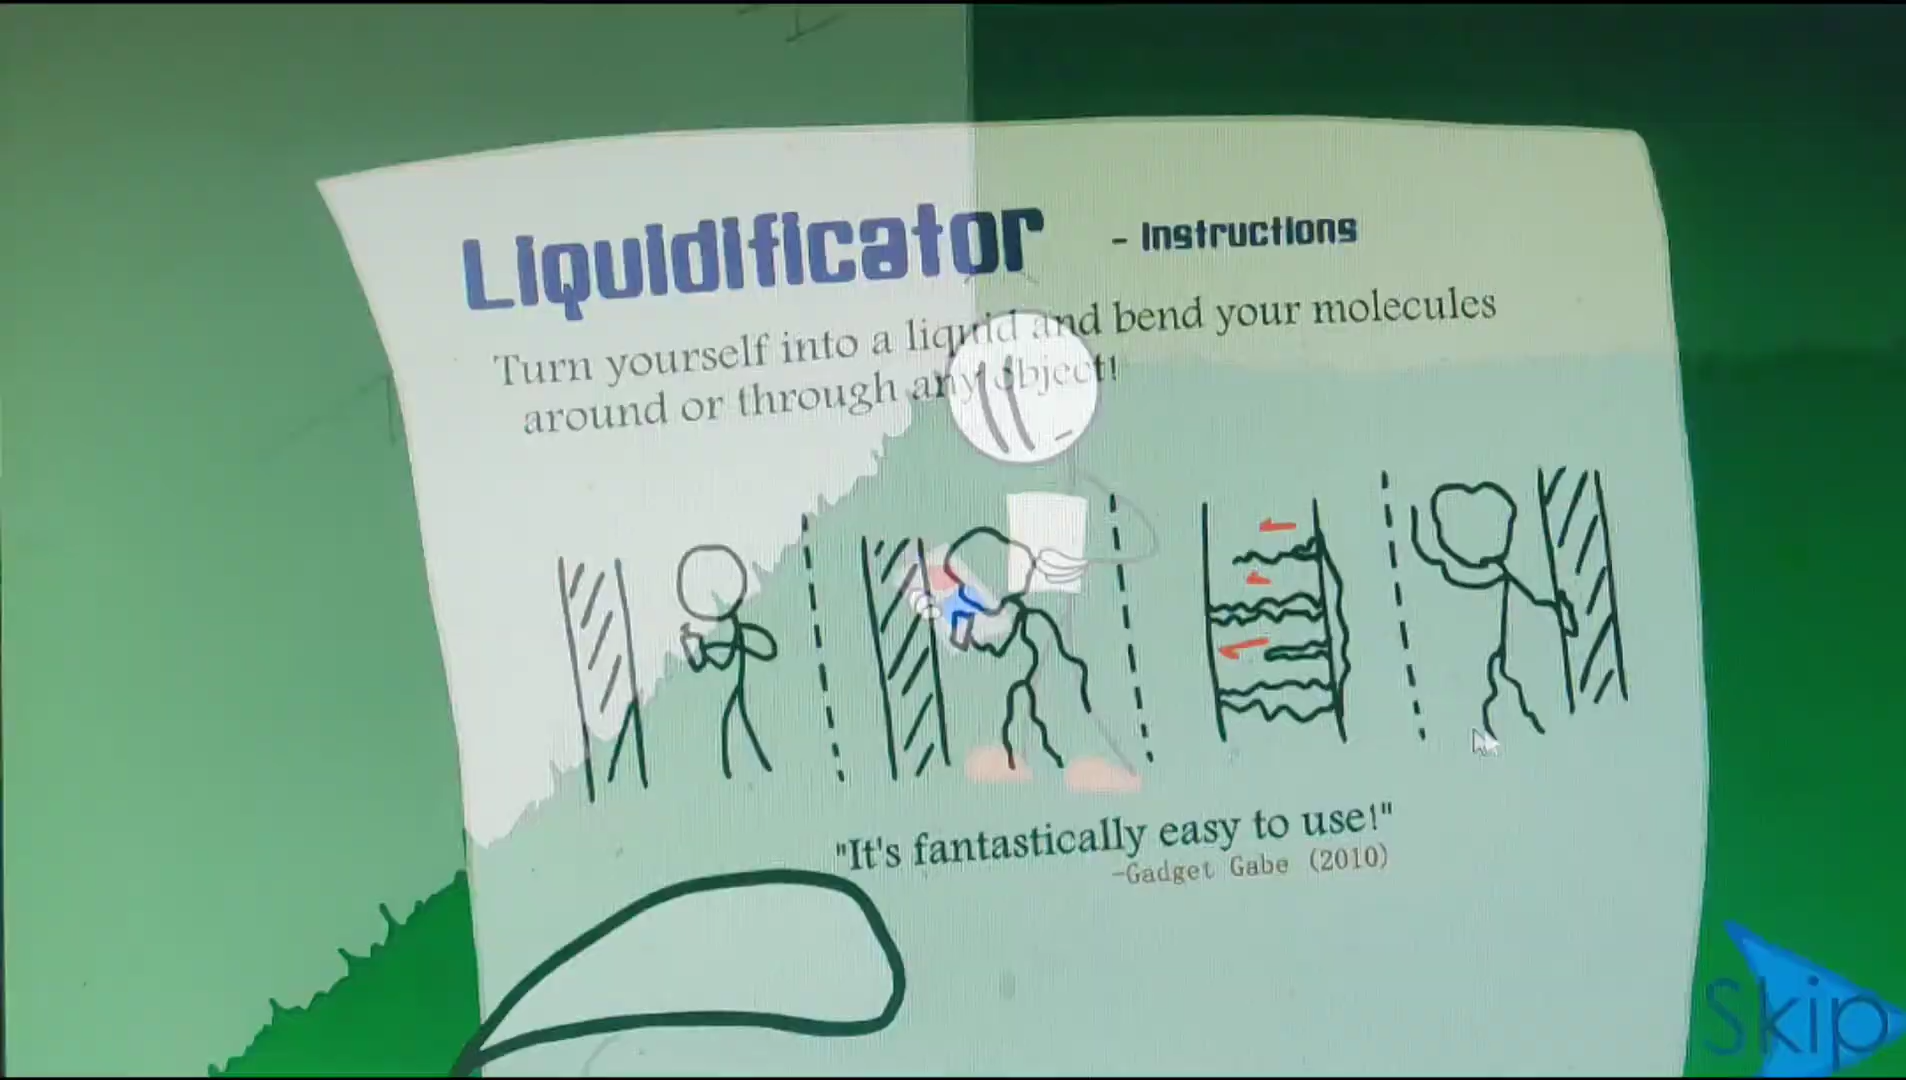 Liquidificator - Instructions
Turn yourself into a liquid and bend your molecules
around or through any object!
"It's fantastically easy to use!"
-Gadget Gabe (2010)
Skip